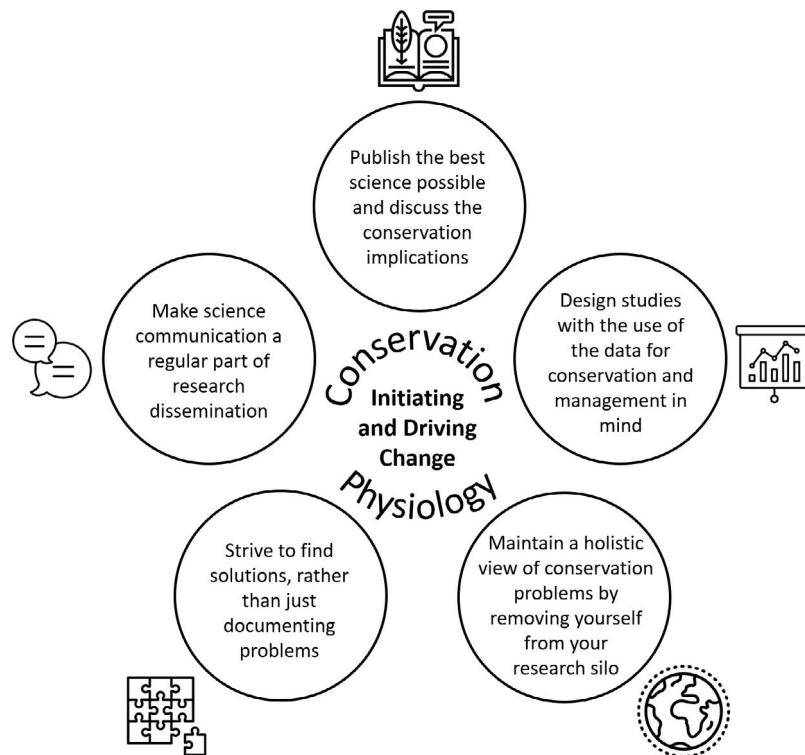 Publish the best
science possible
and discuss the
conservation
implications
Make science
communication a
regular part of
research
dissemination
Design studies
with the use of
the data for
conservation and
management in
mind
Conservation
Initiating
and Driving
Change
Physiology
Strive to find
solutions, rather
than just
documenting
problems
Maintain a holistic
view of conservation
problems by
removing yourself
from your
research silo